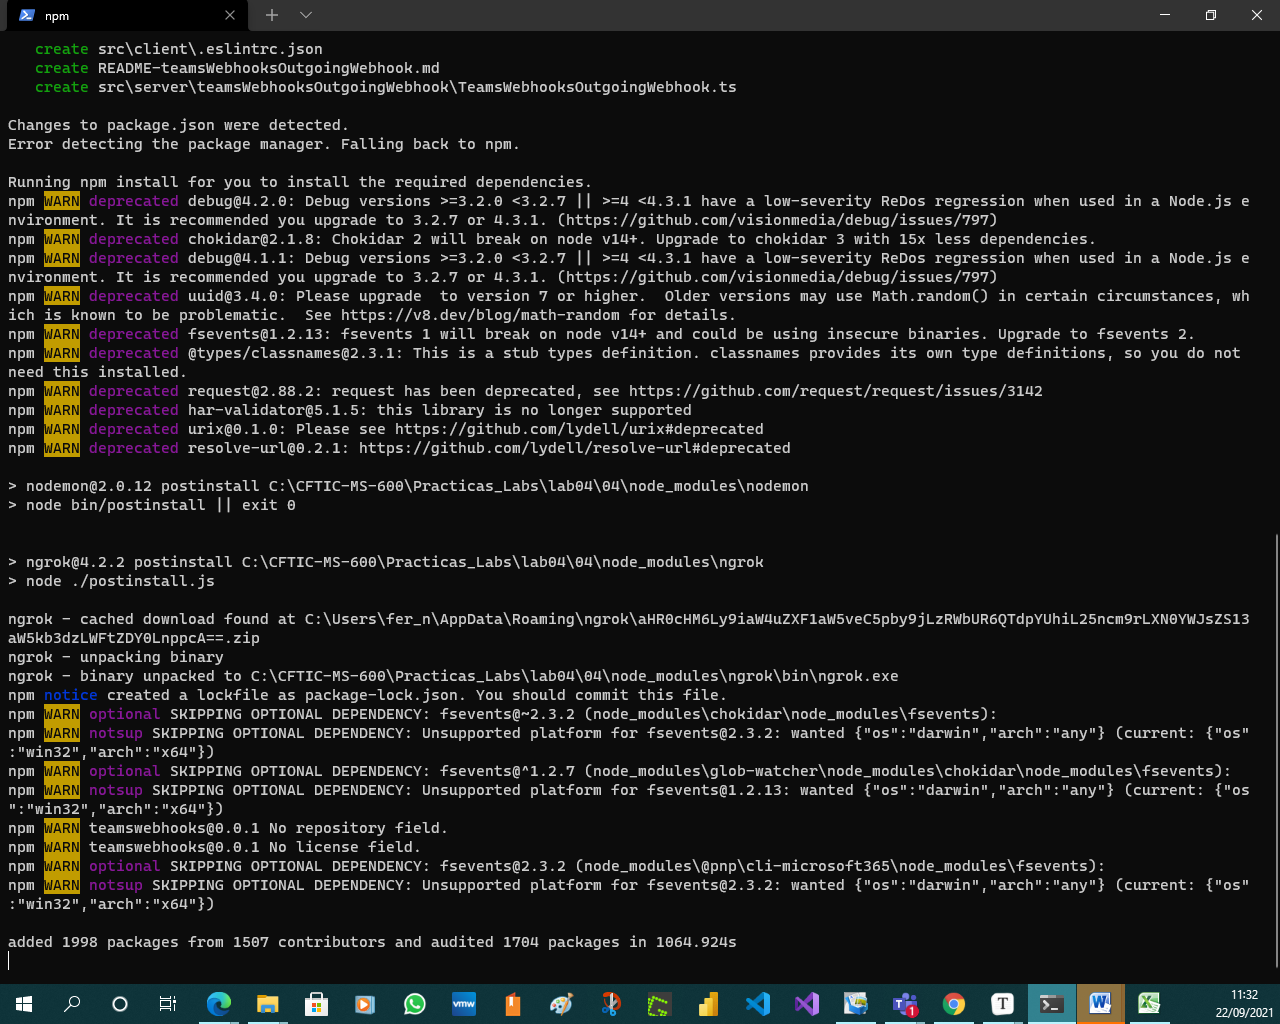 npm
create src\client\.eslintrc.json
create README-teamsWebhooksOutgoingWebhook.md
create src\server\teamsWebhooksOutgoingWebhook\TeamsWebhooksOutgoingWebhook.ts
Changes to package.json were detected.
Error detecting the package manager. Falling back to npm.
Running npm install for you to install the required dependencies.
npm WARN deprecated debug@4.2.0: Debug versions >=3.2.0 <3.2.7 || >=4 <4.3.1 have a low-severity ReDos regression when used in a Node.js e
nvironment. It is recommended you upgrade to 3.2.7 or 4.3.1. (https://github.com/visionmedia/debug/issues/797)
npm WARN deprecated chokidar@2.1.8: Chokidar 2 will break on node v14+. Upgrade to chokidar 3 with 15x less dependencies.
npm WARN deprecated debug@4.1.1: Debug versions >=3.2.0 <3.2.7 || >=4 <4.3.1 have a low-severity ReDos regression when used in a Node.js e
nvironment. It is recommended you upgrade to 3.2.7 or 4.3.1. (https://github.com/visionmedia/debug/issues/797)
npm WARN deprecated uuid@3.4.0: Please upgrade  to version 7 or higher.  Older versions may use Math.random() in certain circumstances, wh
ich is known to be problematic.  See https://v8.dev/blog/math-random for details.
npm WARN deprecated fsevents@1.2.13: fsevents 1 will break on node v14+ and could be using insecure binaries. Upgrade to fsevents 2.
npm WARN deprecated @types/classnames@2.3.1: This is a stub types definition. classnames provides its own type definitions, so you do not
need this installed.
npm WARN deprecated request@2.88.2: request has been deprecated, see https://github.com/request/request/issues/3142
npm WARN deprecated har-validator@5.1.5: this library is no longer supported
npm WARN deprecated urix@0.1.0: Please see https://github.com/lydell/urix#deprecated
npm WARN deprecated resolve-url@0.2.1: https://github.com/lydell/resolve-url#deprecated
> nodemon@2.0.12 postinstall C:\CFTIC-MS-600\Practicas_Labs\lab04\04\node_modules\nodemon
> node bin/postinstall || exit 0
> ngrok@4.2.2 postinstall C:\CFTIC-MS-600\Practicas_Labs\lab04\04\node_modules\ngrok
> node ./postinstall.js
ngrok - cached download found at C:\Users\fer_n\AppData\Roaming\ngrok\aHR0cHM6Ly9iaW4uZXF1aW5veC5pby9jLzRWbUR6QTdpYUhiL25ncm9rLXN0YWJsZS13
aW5kb3dzLWFtZDY0LnppcA==.zip
ngrok - unpacking binary
ngrok - binary unpacked to C:\CFTIC-MS-600\Practicas_Labs\lab04\04\node_modules\ngrok\bin\ngrok.exe
npm notice created a lockfile as package-lock.json. You should commit this file.
npm WARN optional SKIPPING OPTIONAL DEPENDENCY: fsevents@~2.3.2 (node_modules\chokidar\node_modules\fsevents):
npm WARN notsup SKIPPING OPTIONAL DEPENDENCY: Unsupported platform for fsevents@2.3.2: wanted {"os":"darwin","arch":"any"} (current: {"os"
:"win32","arch":"x64"})
npm WARN optional SKIPPING OPTIONAL DEPENDENCY: fsevents@^1.2.7 (node_modules\glob-watcher\node_modules\chokidar\node_modules\fsevents):
npm WARN notsup SKIPPING OPTIONAL DEPENDENCY: Unsupported platform for fsevents@1.2.13: wanted {"os":"darwin","arch":"any"} (current: {"os
":"win32","arch":"x64"})
npm WARN teamswebhooks@0.0.1 No repository field.
npm WARN teamswebhooks@0.0.1 No license field.
npm WARN optional SKIPPING OPTIONAL DEPENDENCY: fsevents@2.3.2 (node_modules\@pnp\cli-microsoft365\node_modules\fsevents):
npm WARN notsup SKIPPING OPTIONAL DEPENDENCY: Unsupported platform for fsevents@2.3.2: wanted {"os":"darwin","arch":"any"} (current: {"os"
:"win32","arch":"x64"})
added 1998 packages from 1507 contributors and audited 1704 packages in 1064.924s
vmw
1
T
11:32
22/09/2021